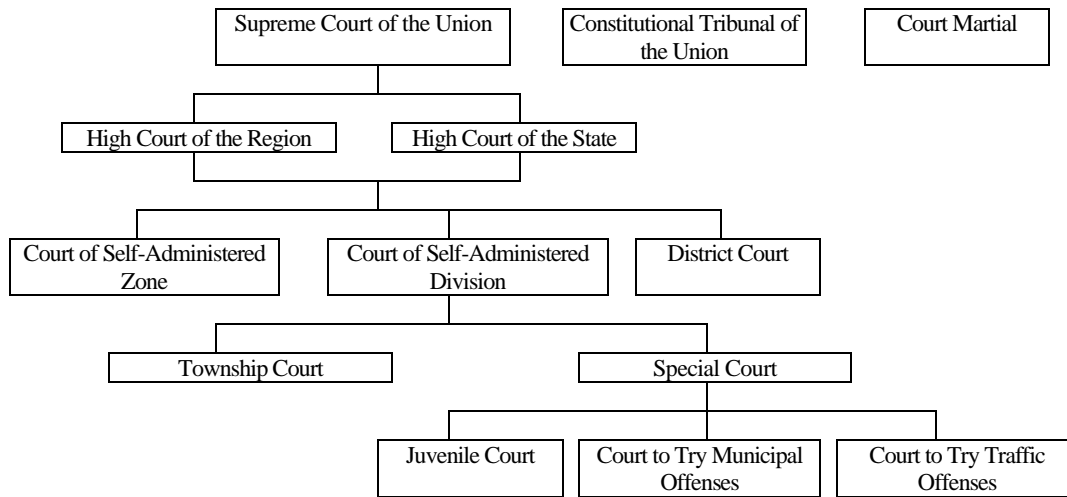 Supreme Court of the Union
Constitutional Tribunal of
the Union
Court Martial
High Court of the Region
High Court of the State
Court of Self-Administered
Zone
Court of Self-Administered
Division
District Court
Township Court
Special Court
Juvenile Court
Court to Try Municipal
Offenses
Court to Try Traffic
Offenses